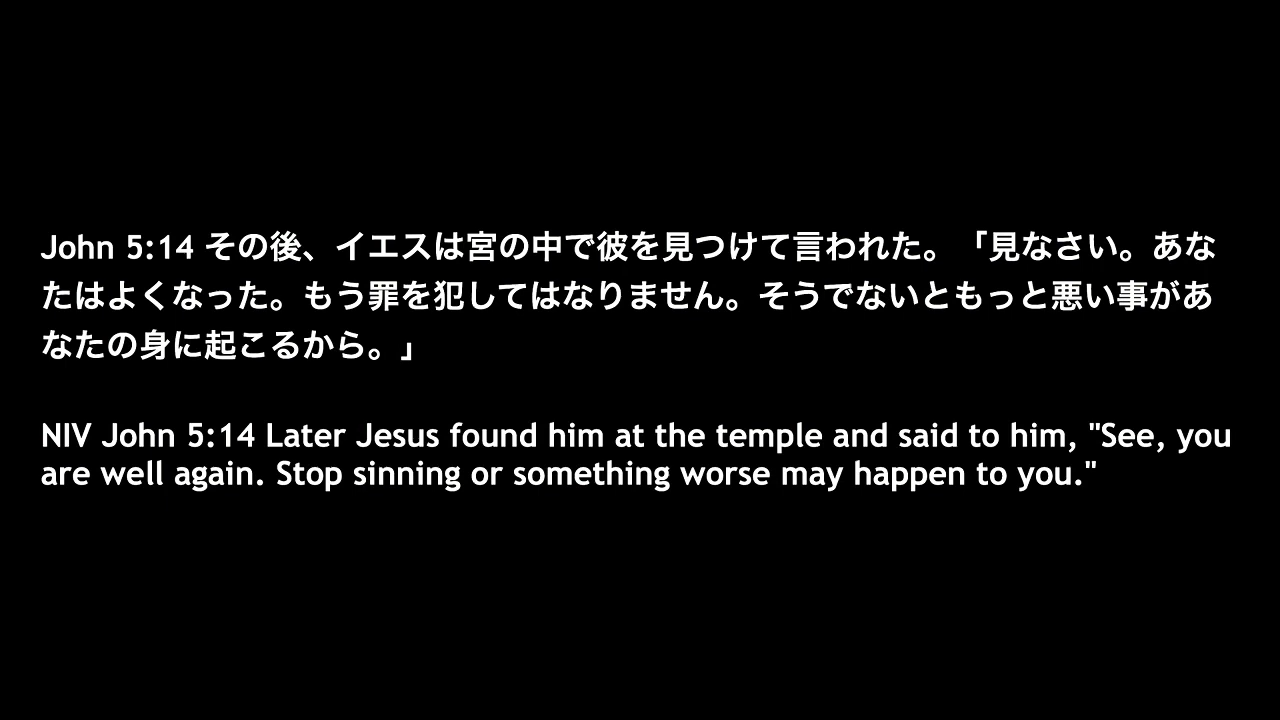 John 5:14 その後、イエスは宮の中で彼を見つけて言われた。「見なさい。あな
たはよくなった。もう罪を犯してはなりません。そうでないともっと悪い事があ
なたの身に起こるから。」
NIV John 5:14 Later Jesus found him at the temple and said to him, "See, you
are well again. Stop sinning or something worse may happen to you."